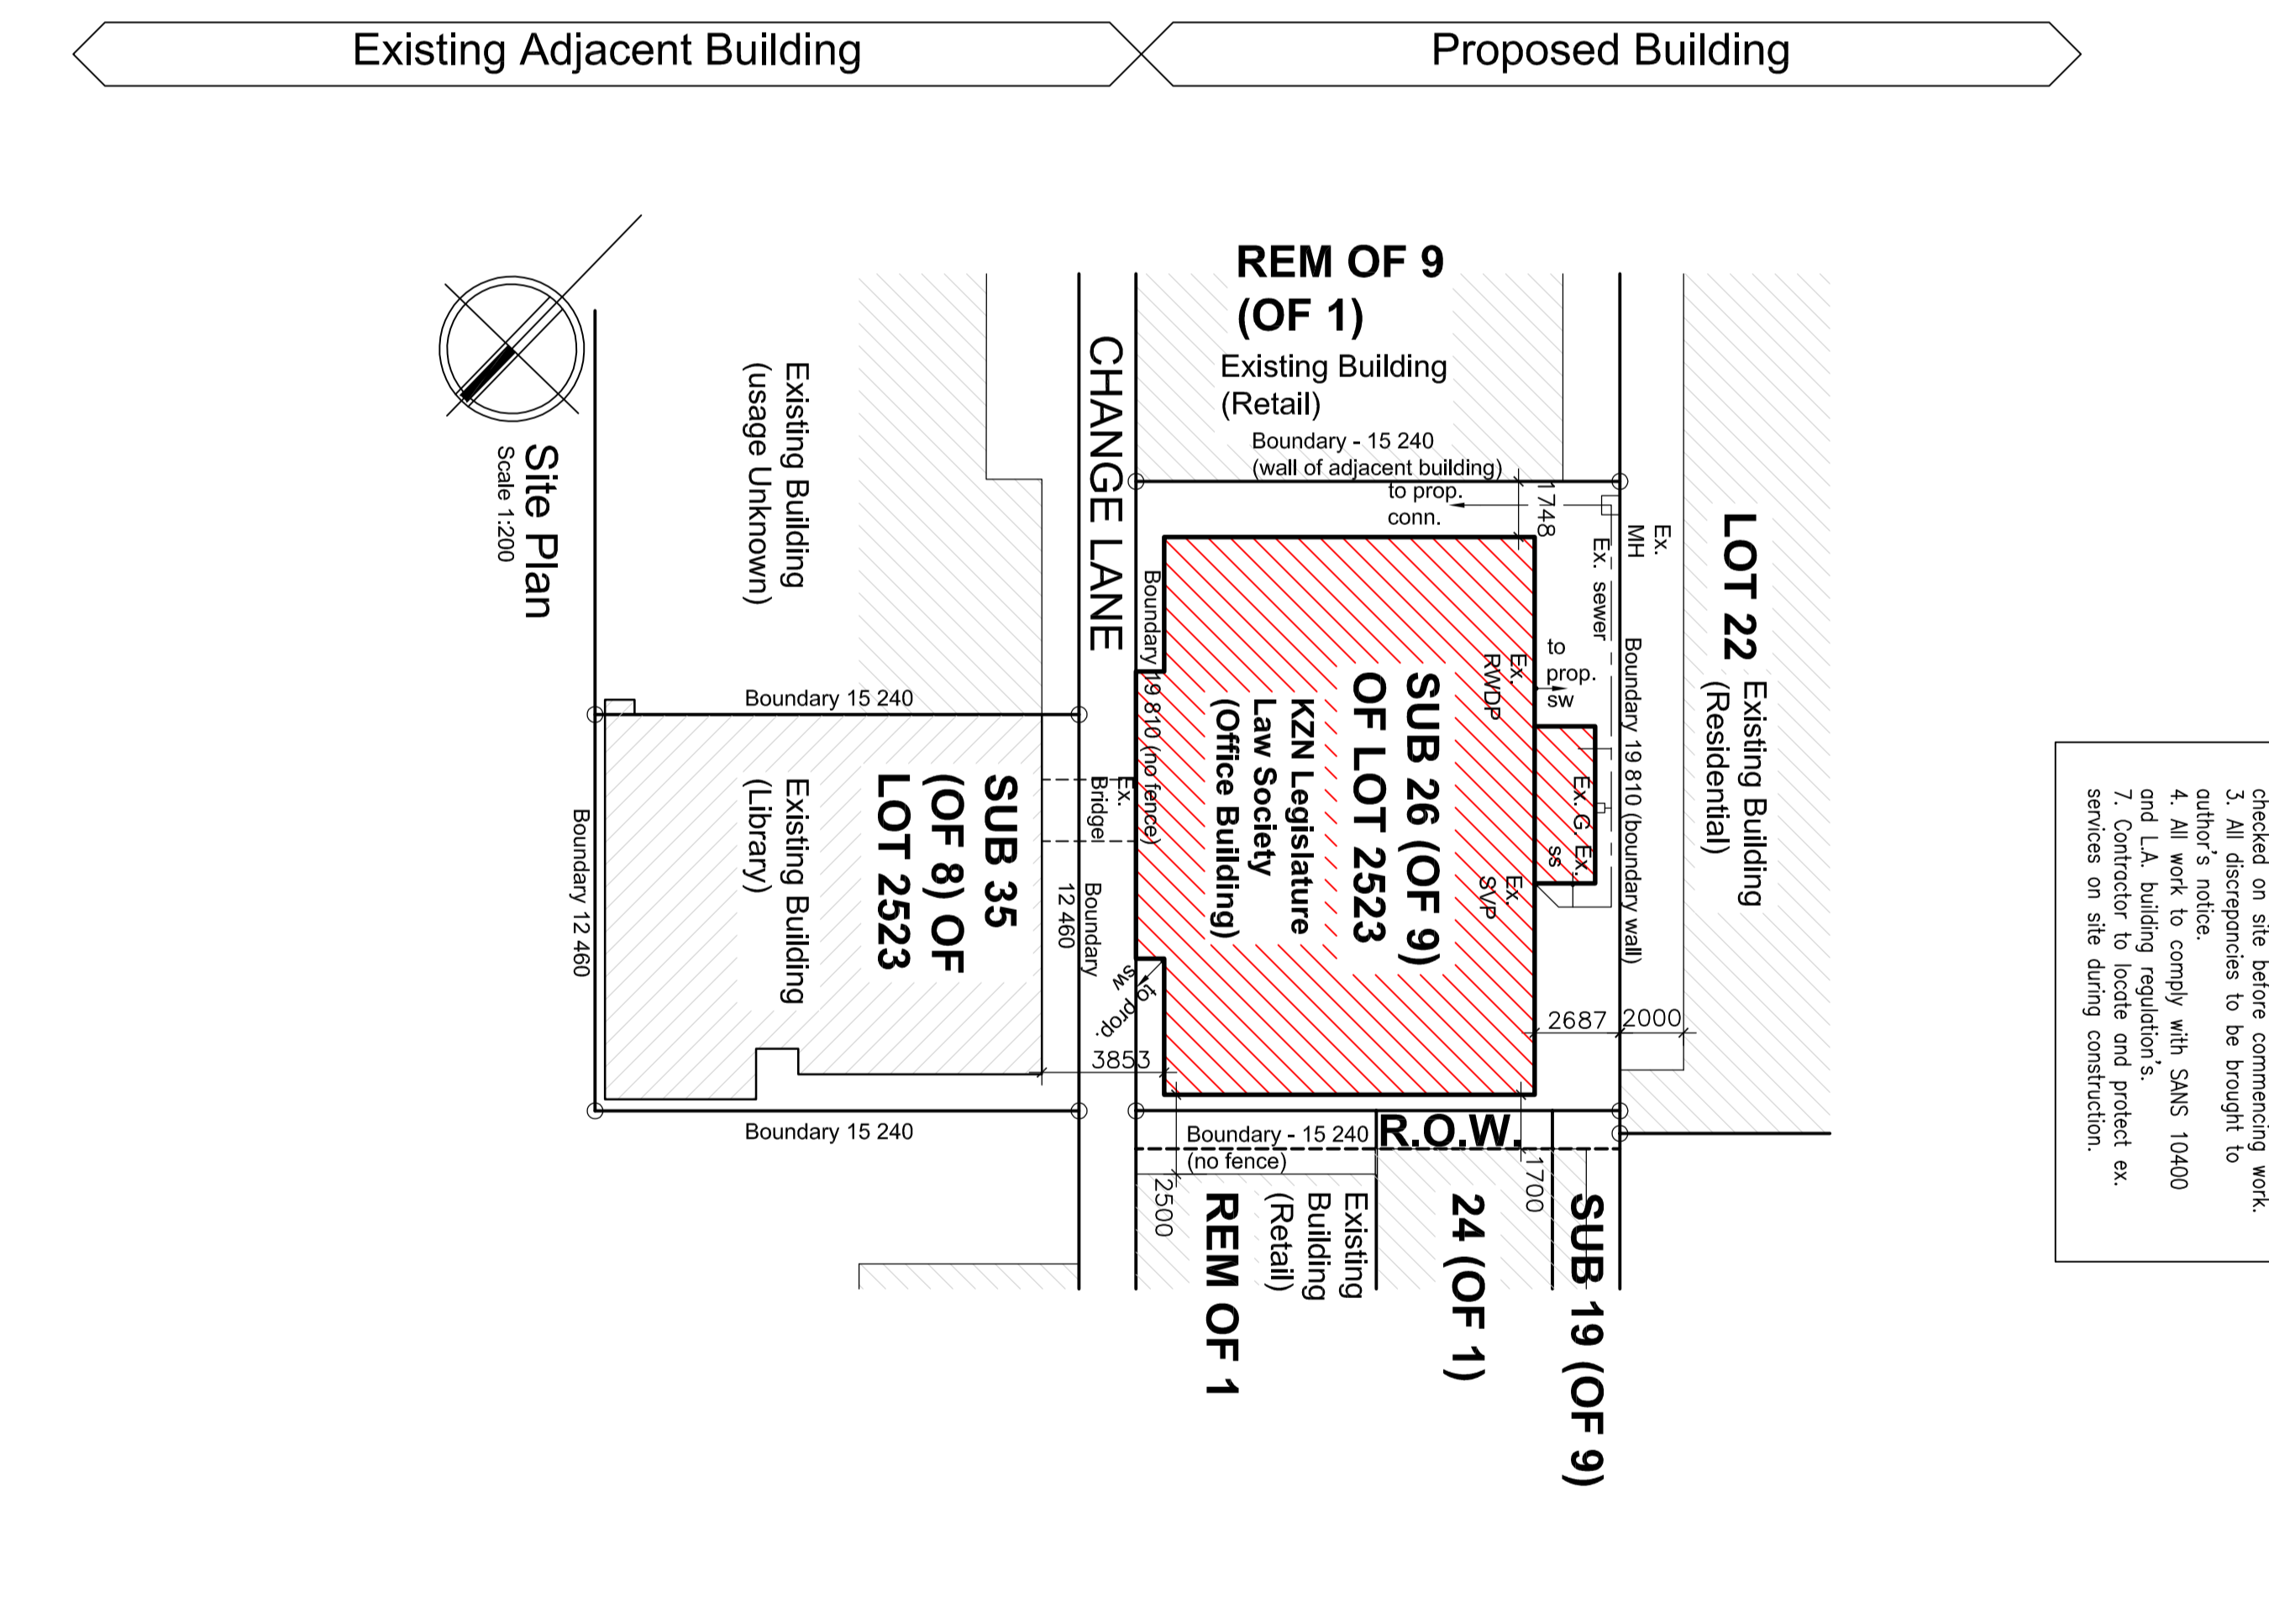 Existing Adjacent Building
Proposed Building
REM OF 9
(OF 1)
Existing Building
(Retail)
Boundary - 15 240
(wall of adjacent building)
to prop.
conn.
1748
Ex.
MH
Ex. sewer
LOT 22
Existing Building
(Residential)
Boundary 19 810 (boundary wall)
CHANGE LANE
Existing Building
(usage Unknown)
Site Plan
Scale 1:200
Boundary 15 240
Boundary 19 810 (no fence)
Ex.
RWDP
to
prop.
sw
SUB 26 (OF 9)
OF LOT 2523
KZN Legislature
Law Society
(Office Building)
Ex. G.
Ex.
ss
Ex.
SVP
Ex.
Bridgel
SUB 35
(OF 8) OF
LOT 2523
Existing Building
(Library)
Boundary 12 460
Boundary
12 460
to prop.
sw
3853
2687
2000
Boundary 15 240
Boundary - 15 240
(no fence)
R.O.W.
2500
1700
Existing
Building
(Retail)
REM OF 1
24 (OF 1)
SUB 19 (OF 9)
checked on site before commencing work.
3. All discrepancies to be brought to
author's notice.
4. All work to comply with SANS 10400
and L.A. building regulation's.
7. Contractor to locate and protect ex.
services on site during construction.